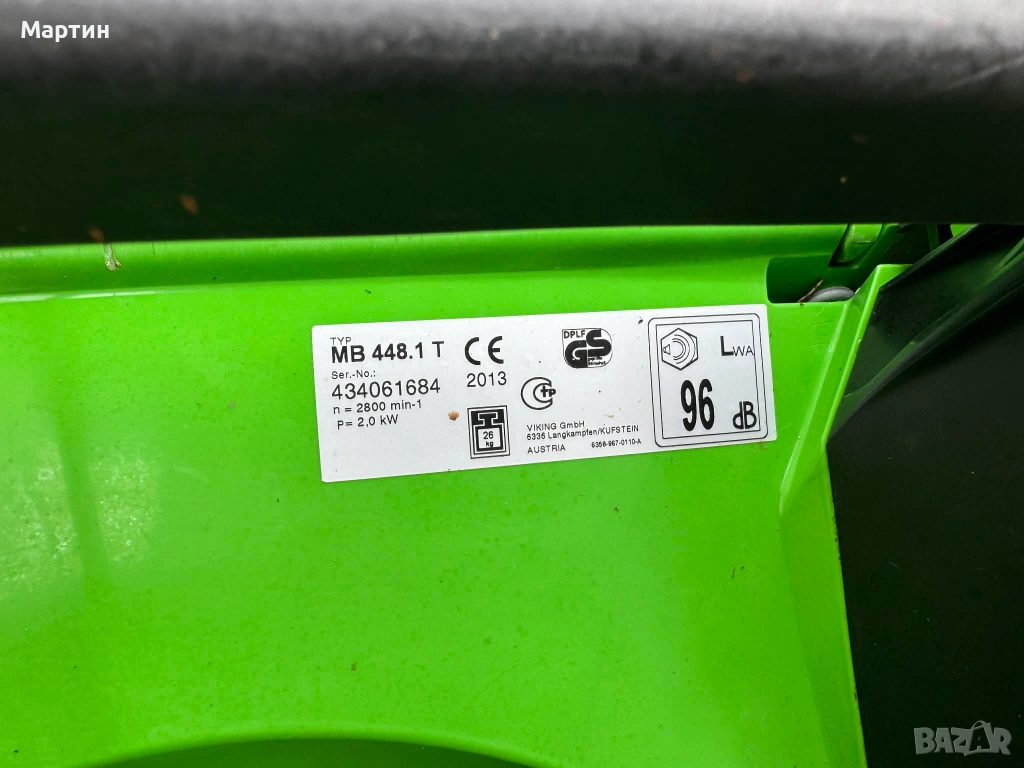 Мартин
TYP
MB 448.1 T
Ser.-No.:
434061684
n = 2800 min-1
P= 2,0 kW
CE
2013
26
kg
DPLF
GS
VIKING GmbH
6336 Langkampfen/KUFSTEIN
AUSTRIA 6358-967-0110-A
LWA
96 dB
BAZAR